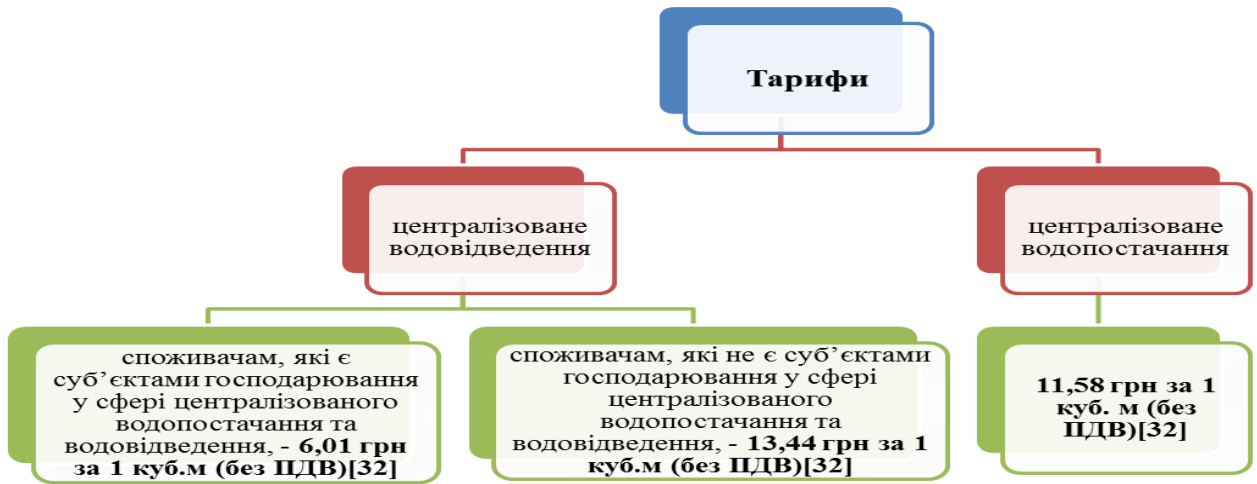 Тарифи
централізоване
водовідведення
централізоване
водопостачання
споживачам, які є
суб’єктами господарювання
у сфері централізованого
водопостачання та
водовідведення, - 6,01 грн
за 1 куб.м (без ПДВ)[32]
споживачам, які не є суб’єктами
господарювання у сфері
централізованого
водопостачання та
водовідведення, - 13,44 грн за 1
куб.м (без ПДВ)[32]
11,58 грн за 1
куб. м (без
ПДВ)[32]